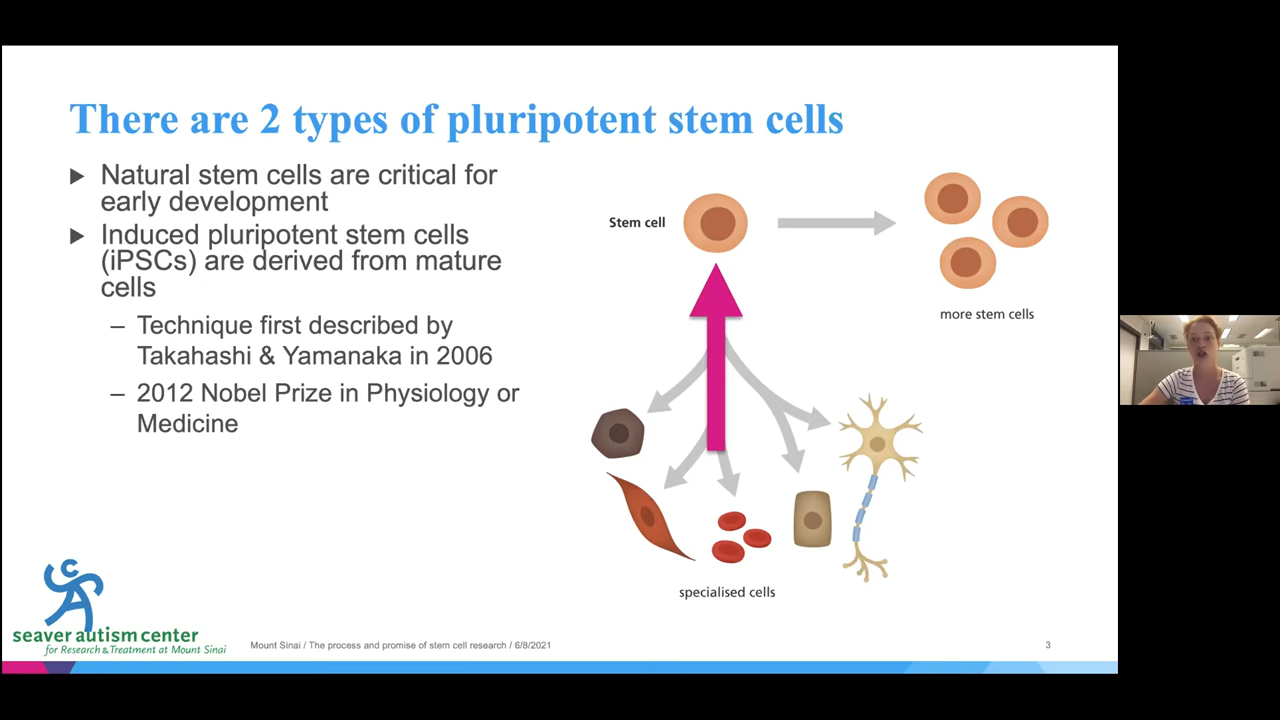 There are 2 types of pluripotent stem cells
Natural stem cells are critical for
early development
Induced pluripotent stem cells
(iPSCs) are derived from mature
cells
– Technique first described by
Takahashi & Yamanaka in 2006
– 2012 Nobel Prize in Physiology or
Medicine
Stem cell
more stem cells
specialised cells
seaver autism center
for Research & Treatment at Mount Sinai
Mount Sinai / The process and promise of stem cell research / 6/8/2021
3